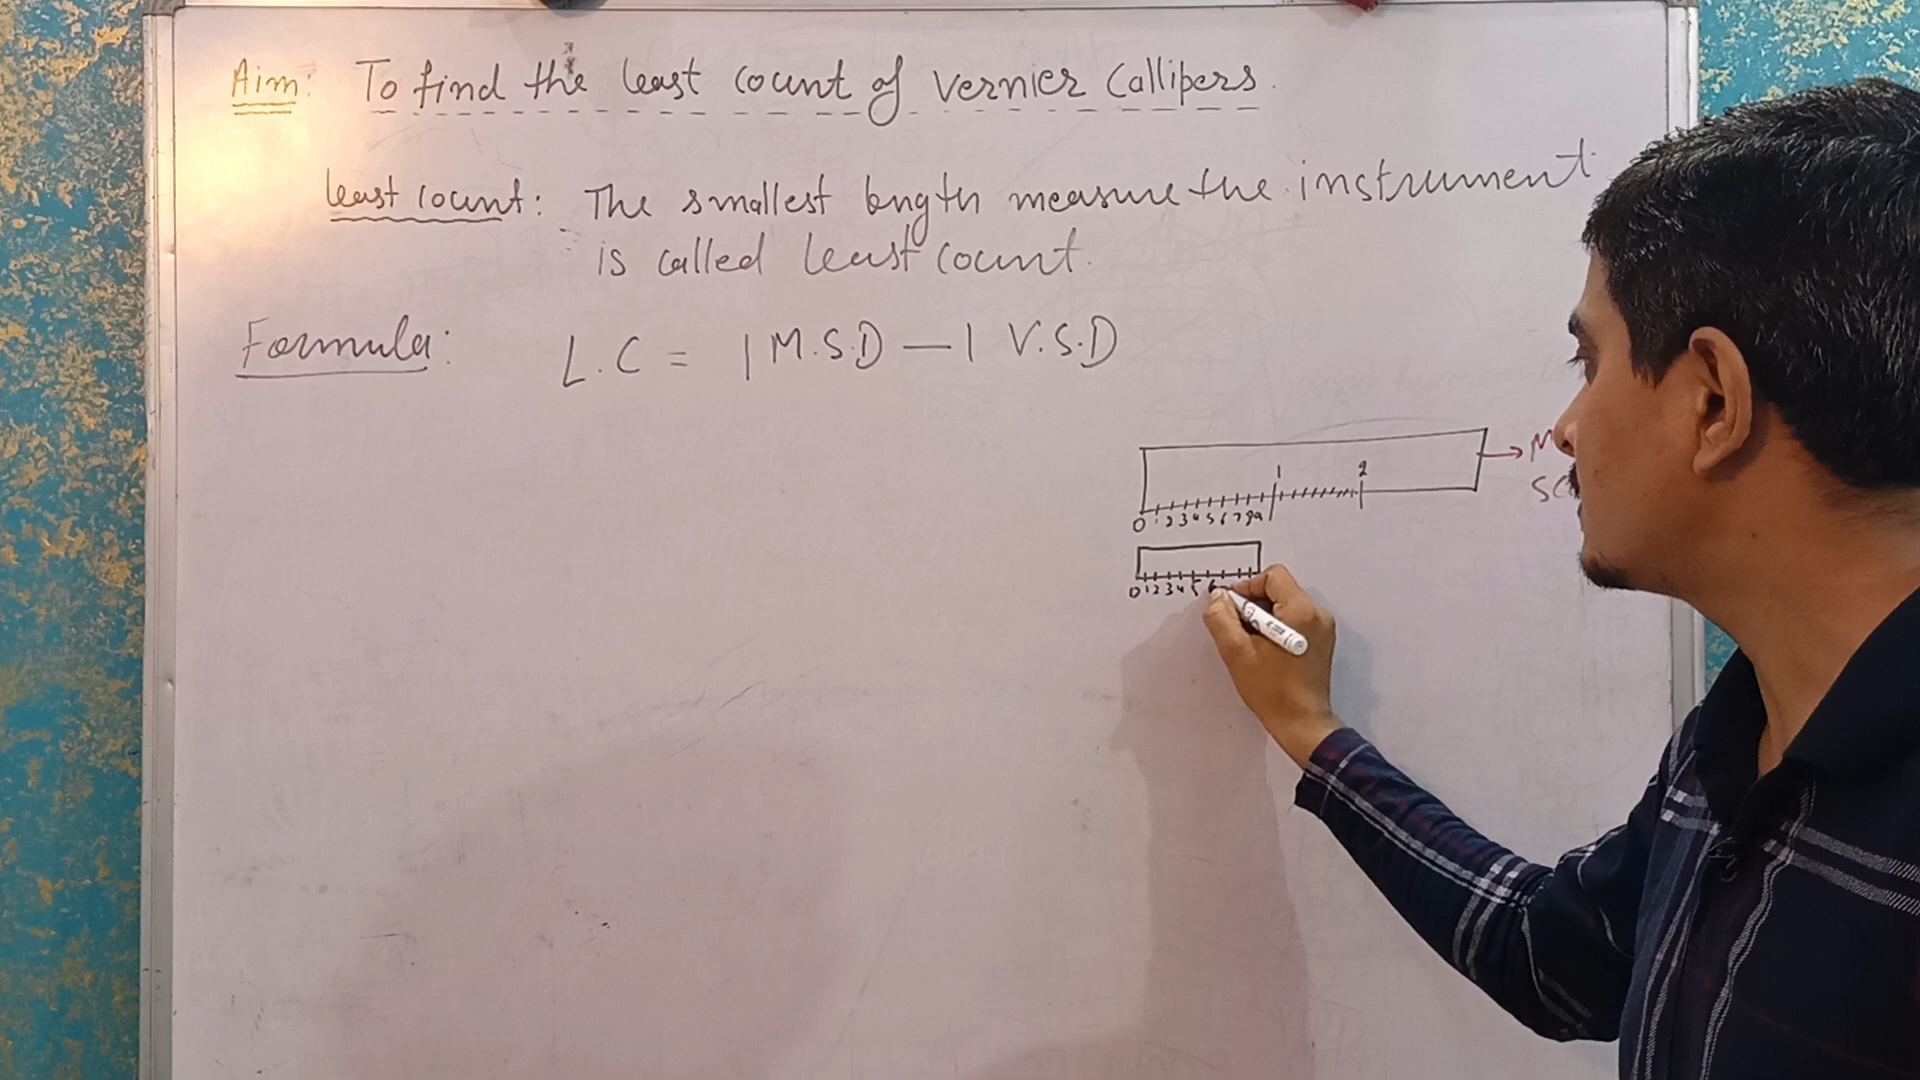 Aim: To find the least count of Vernier Callipers.
least count: The smallest length measure the instrument
is called least count.
Formula: L.C = 1 M.S.D — 1 V.S.D
1 2
0 1 2 3 4 5 6 7 8 9
0 1 2 3 4 5 6